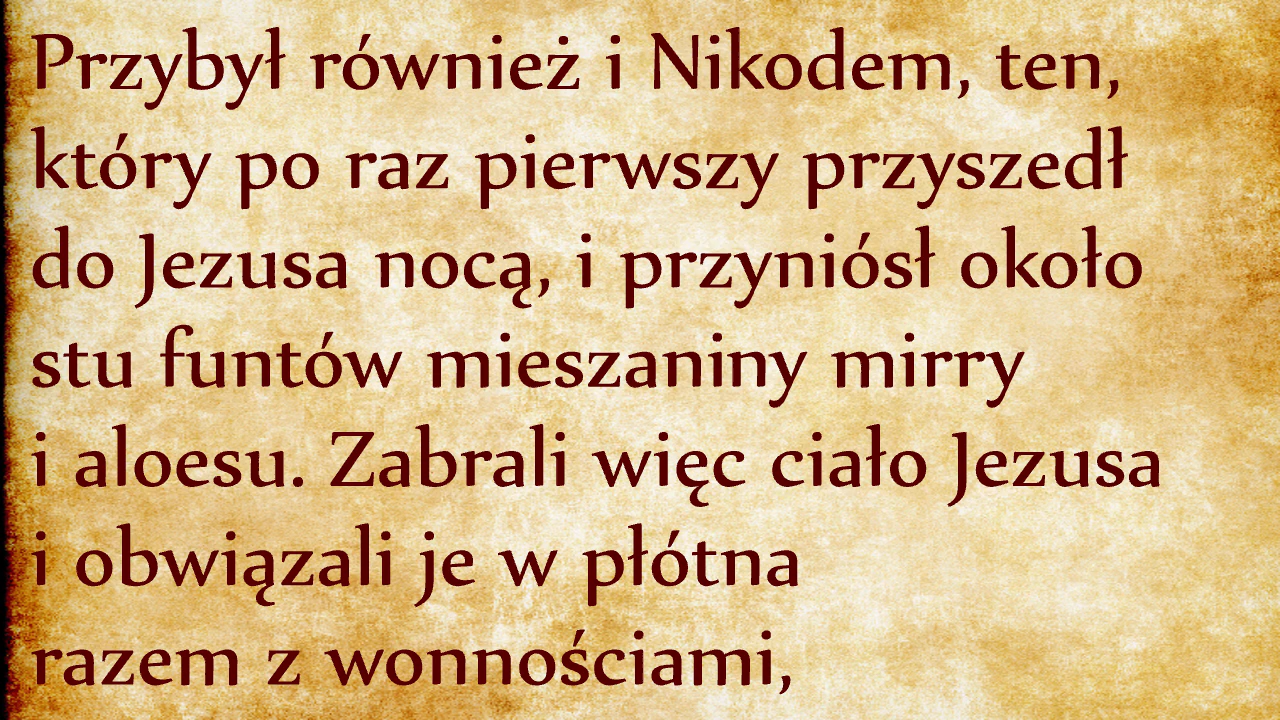 Przybył również i Nikodem, ten,
który po raz pierwszy przyszedł
do Jezusa nocą, i przyniósł około
stu funtów mieszaniny mirry
i aloesu. Zabrali więc ciało Jezusa
i obwiązali je w płótna
razem z wonnościami,